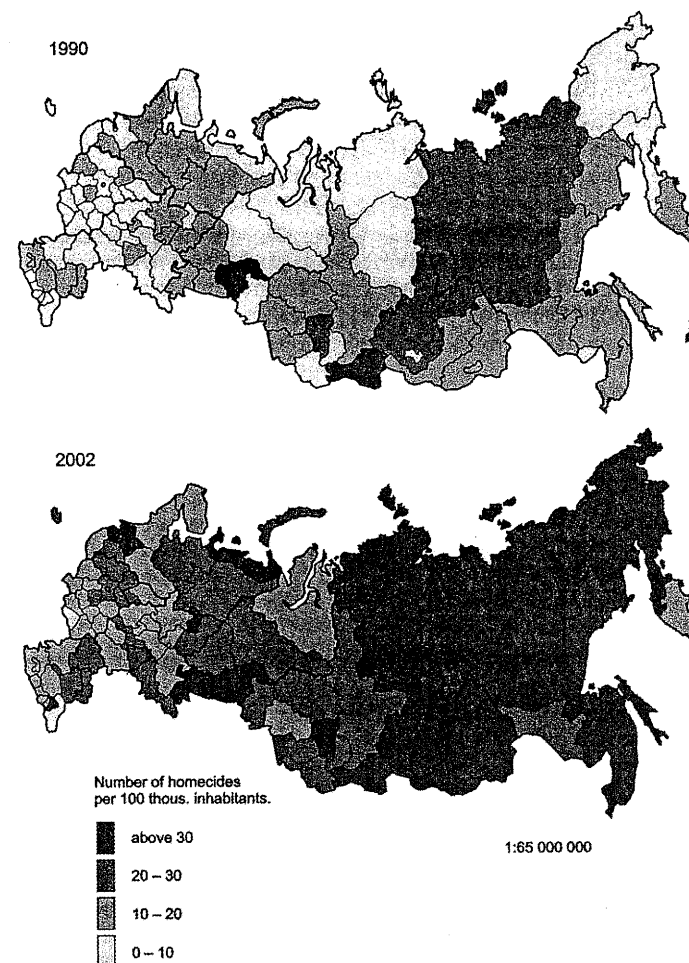 1990
2002
Number of homecides
per 100 thous. inhabitants.
above 30
20 – 30
10 – 20
0 – 10
1:65 000 000